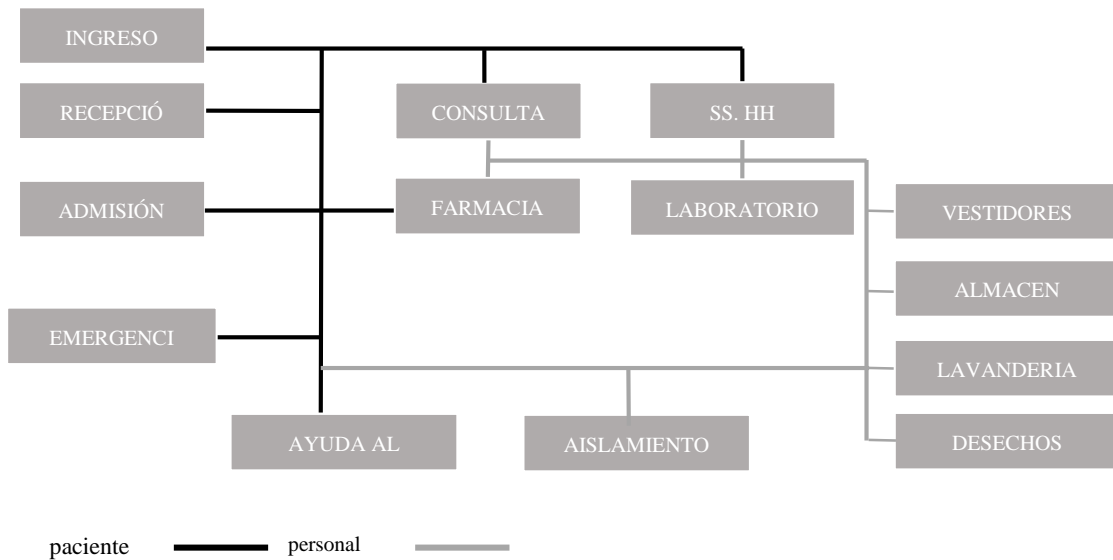 INGRESO
RECEPCIÓ
CONSULTA
SS. HH
ADMISIÓN
FARMACIA
LABORATORIO
VESTIDORES
ALMACEN
EMERGENCI
LAVANDERIA
AYUDA AL
AISLAMIENTO
DESECHOS
paciente
personal